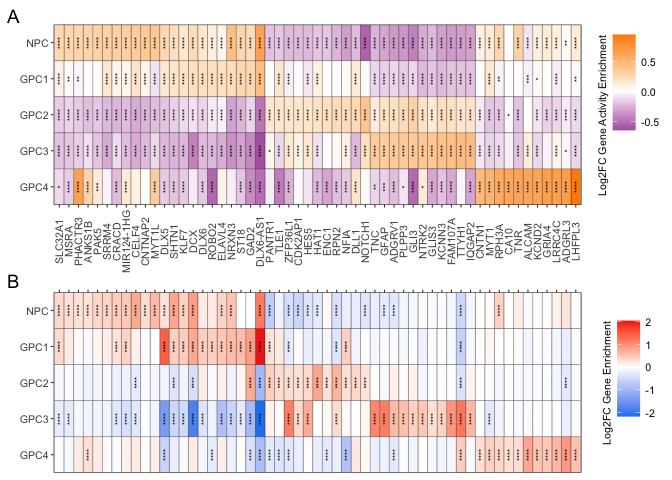 A
NPC
GPC1
GPC2
GPC3
GPC4
Log2FC Gene Activity Enrichment
0.5
0.0
-0.5
SLC32A1
MSRA
PHACTR3
ANKS1B
PAK5
SRRM4
CRACD
MIR124-1HG
CELF4
CNTNAP2
MYT1L
DLX5
SHTN1
KLF7
DCX
DLX6
ROBO2
ELAVL4
NRXN3
ST18
GAD2
DLX6-AS1
PANTR1
TLE1
ZFP36L1
CDK2AP1
HES5
HAT1
ENC1
RPN2
NFIA
DLL1
NOTCH1
TNC
GFAP
ADGRV1
PLPP3
GLI3
NTRK2
GLIS3
KCNN3
FAM107A
TTYH1
IQGAP2
CNTN1
MYT1
RPH3A
CA10
TNR
ALCAM
KCND2
GRIA4
LRRC4C
ADGRL3
LHFPL3
B
NPC
GPC1
GPC2
GPC3
GPC4
Log2FC Gene Enrichment
2
1
0
-1
-2